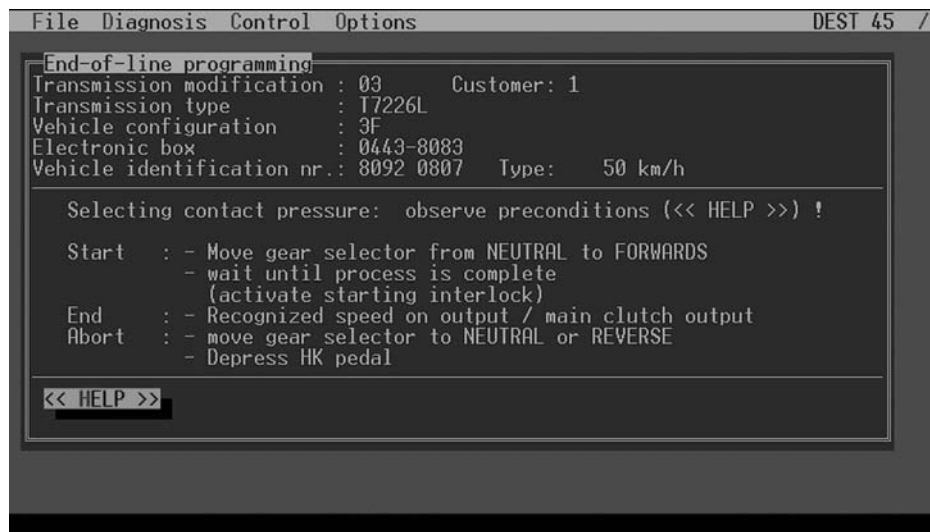 File Diagnosis Control Options DEST 45 /
End-of-line programming
Transmission modification : 03 Customer: 1
Transmission type : T7226L
Vehicle configuration : 3F
Electronic box : 0443-8083
Vehicle identification nr.: 8092 0807 Type: 50 km/h
Selecting contact pressure: observe preconditions (<< HELP >>) !
Start : - Move gear selector from NEUTRAL to FORWARDS
- wait until process is complete
(activate starting interlock)
End : - Recognized speed on output / main clutch output
Abort : - move gear selector to NEUTRAL or REVERSE
- Depress HK pedal
<< HELP >>